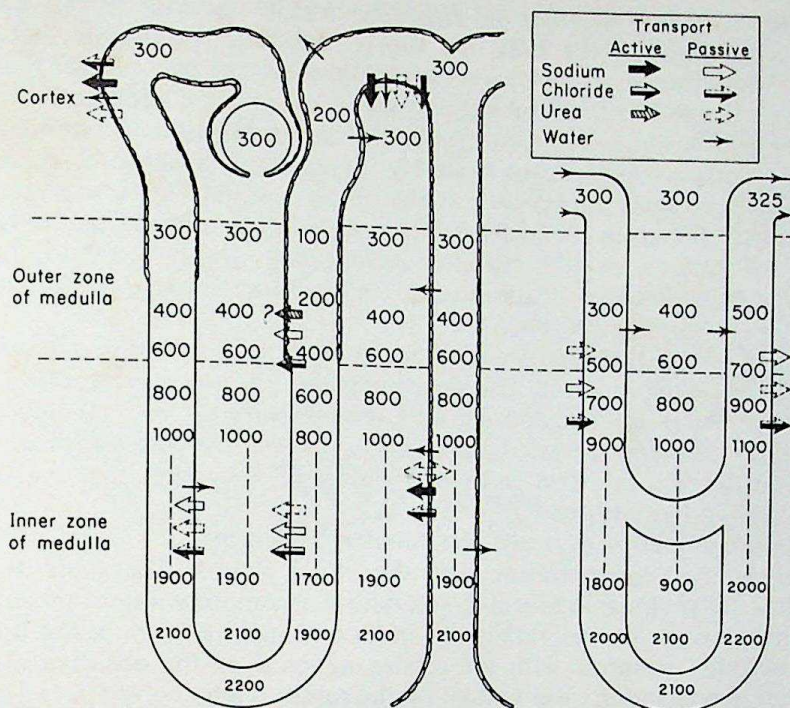 Transport
Active Passive
Sodium
Chloride
Urea
Water
300 300 300
Cortex
200
300 300
300 300 325
300 300 100 300 300
Outer zone
of medulla
200
400 400 ? 400 400
300 400 500
600 600 400 600 600
500 600 700
800 800 600 800 800
700 800 900
1000 1000 800 1000 1000
900 1000 1100
Inner zone
of medulla
1900 1900 1700 1900 1900
1800 900 2000
2100 2100 1900 2100 2100
2000 2100 2200
2200
2100